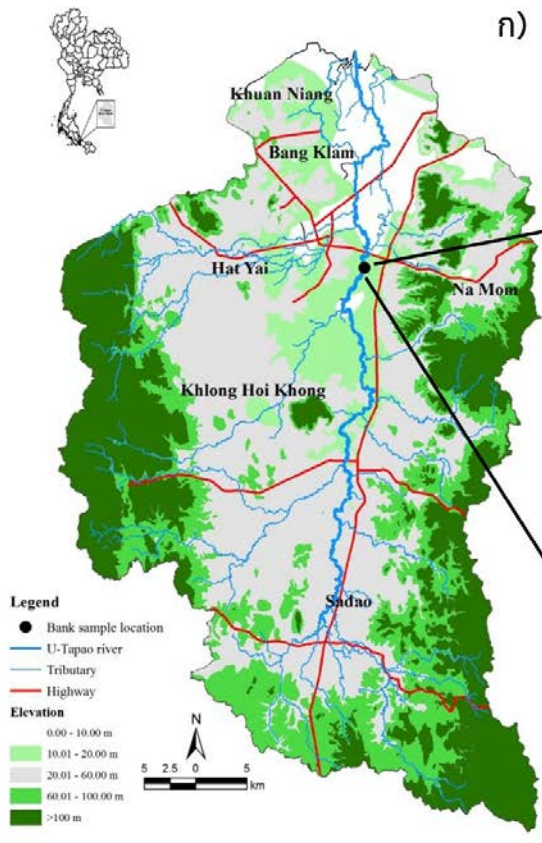 ก)
Khuan Niang
Bang Klam
Hat Yai
Na Mom
Khlong Hoi Khong
Sadao
Legend
Bank sample location
U-Tapao river
Tributary
Highway
Elevation
0.00 - 10.00 m
10.01 - 20.00 m
20.01 - 60.00 m
60.01 - 100.00 m
>100 m
N
5 2.5 0 5
km